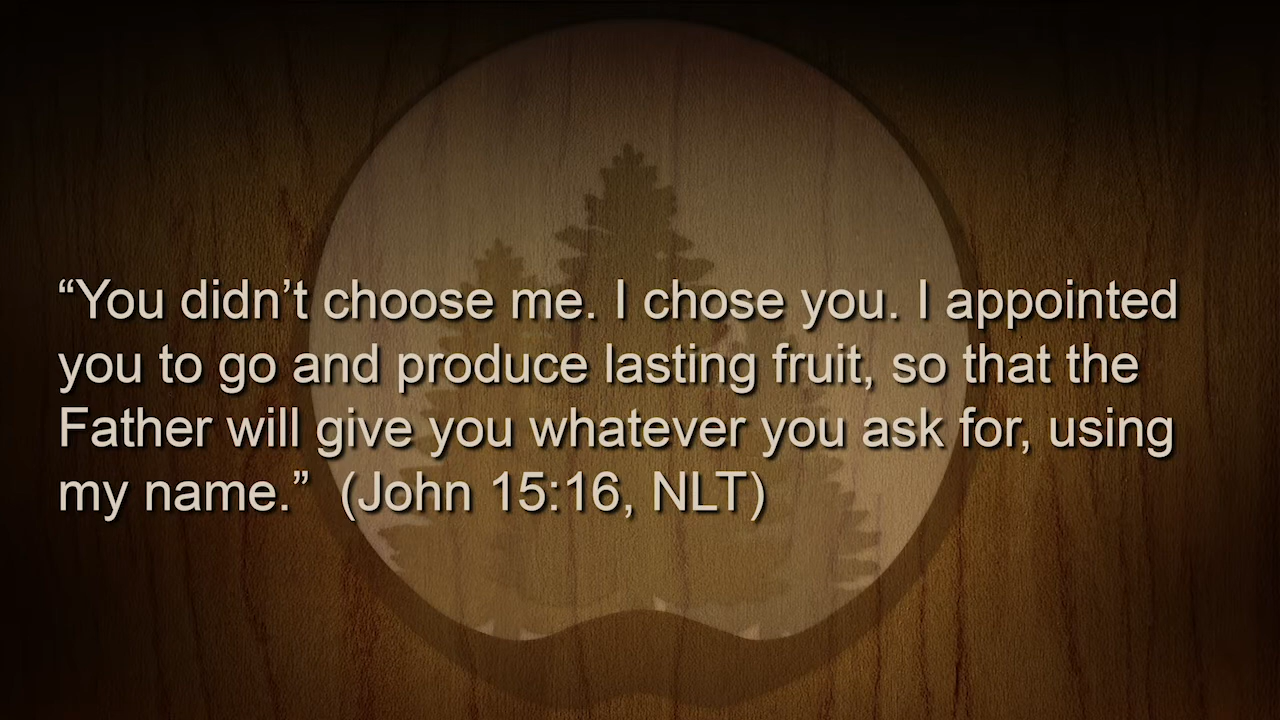 “You didn’t choose me. I chose you. I appointed
you to go and produce lasting fruit, so that the
Father will give you whatever you ask for, using
my name.”  (John 15:16, NLT)